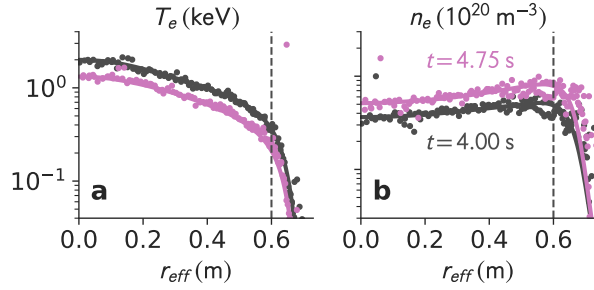 T_e (keV)
n_e (10^20 m^−3)
10^0
10^−1
a
0.0 0.2 0.4 0.6
r_eff (m)
t = 4.75 s
t = 4.00 s
b
0.0 0.2 0.4 0.6
r_eff (m)